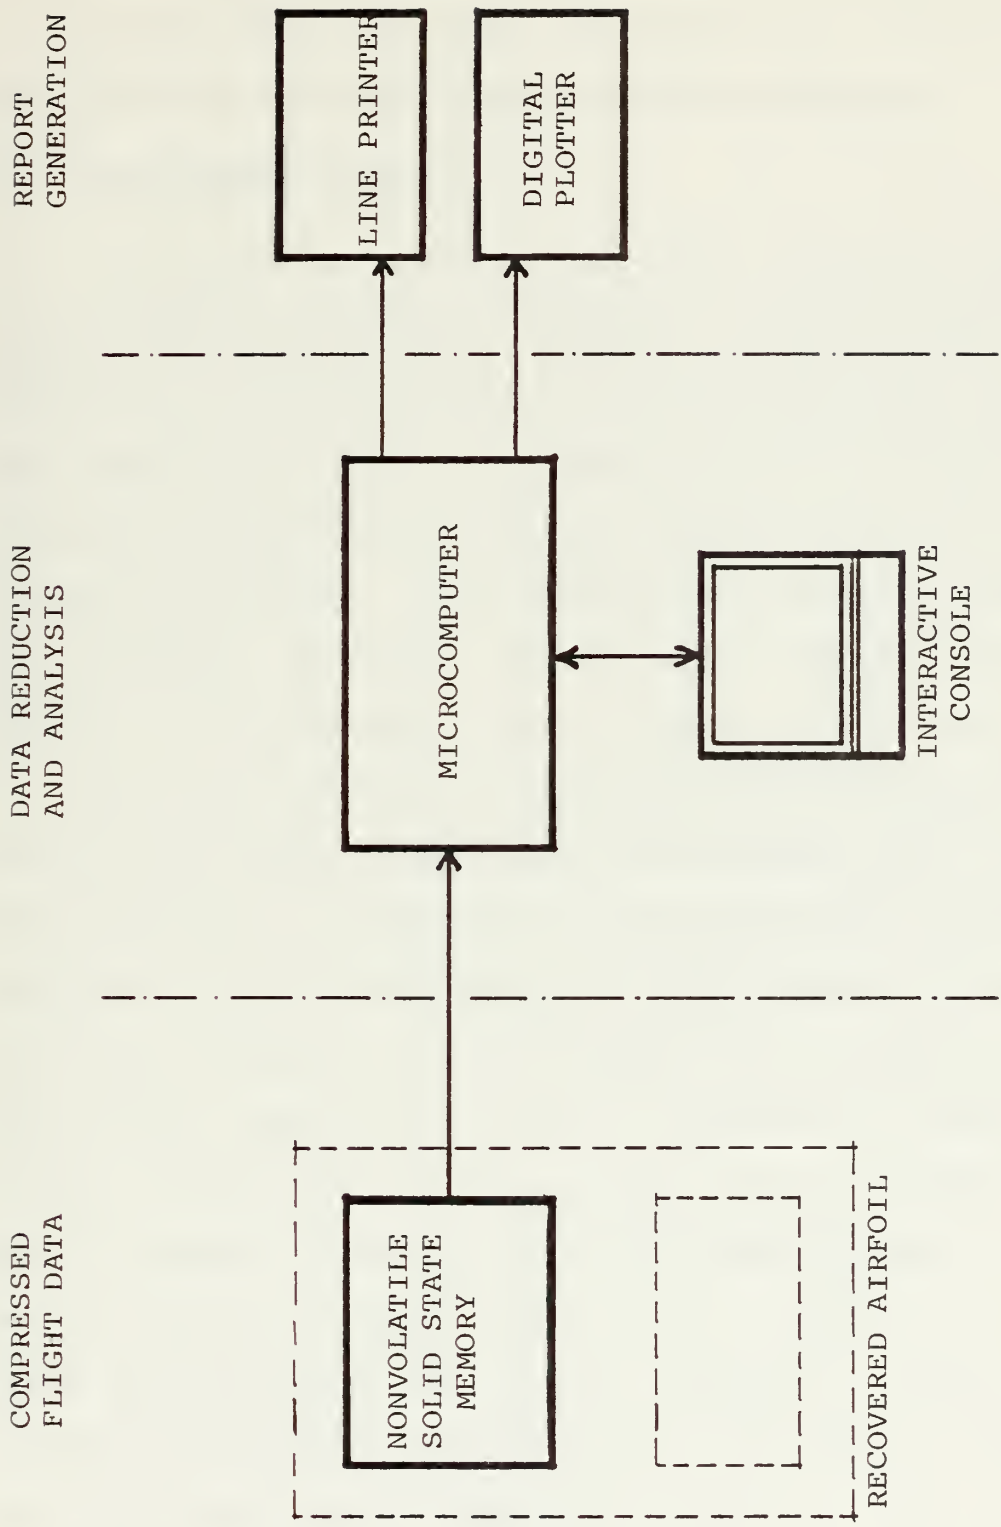 COMPRESSED
FLIGHT DATA
DATA REDUCTION
AND ANALYSIS
REPORT
GENERATION
NONVOLATILE
SOLID STATE
MEMORY
RECOVERED AIRFOIL
MICROCOMPUTER
INTERACTIVE
CONSOLE
LINE PRINTER
DIGITAL
PLOTTER